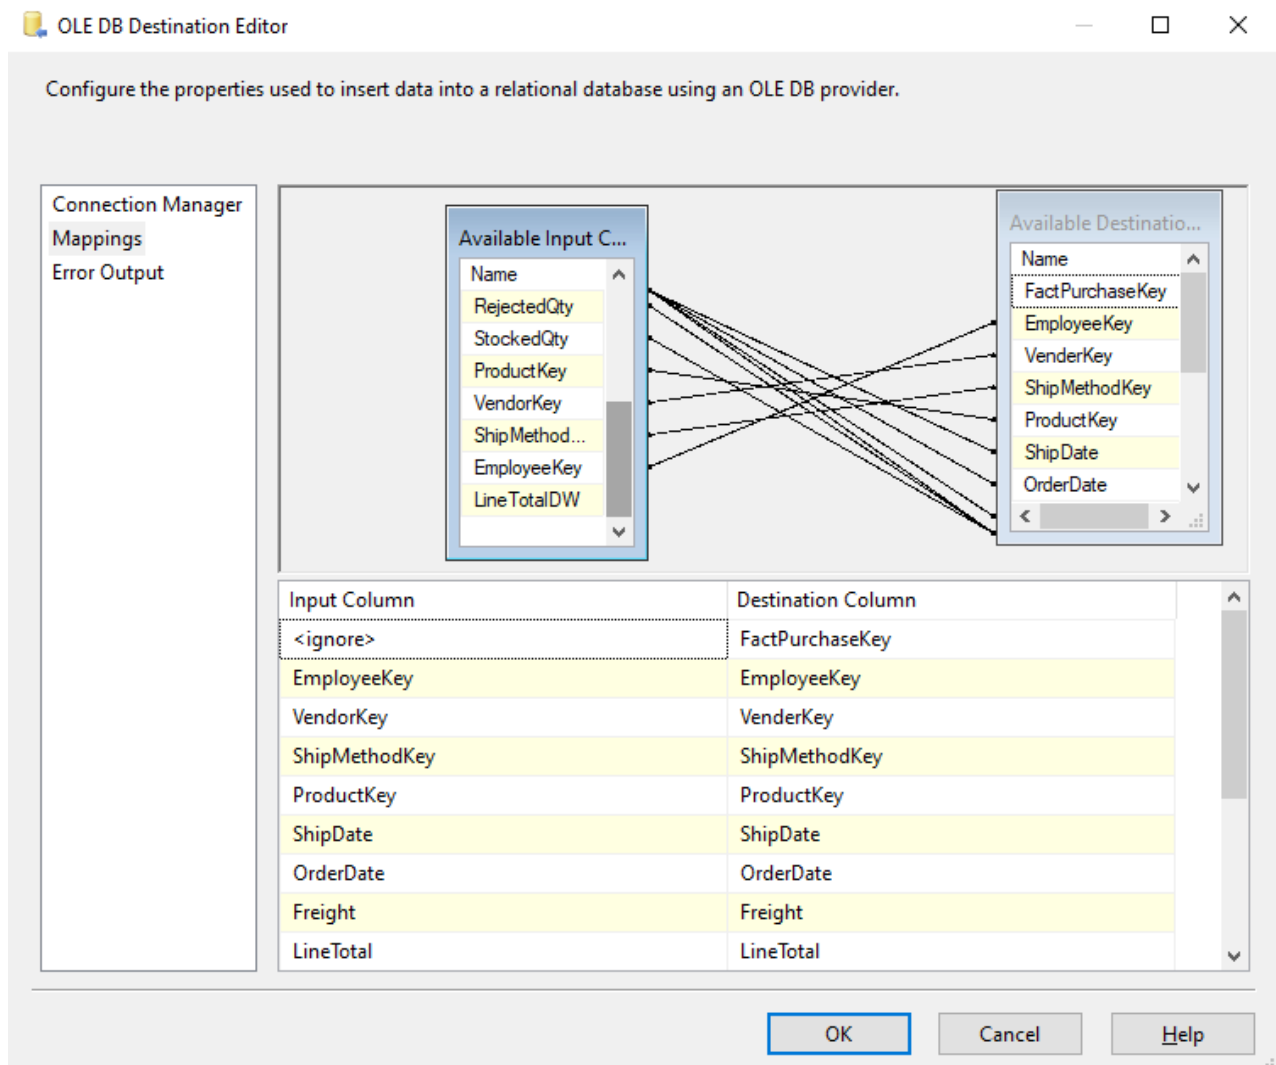 OLE DB Destination Editor
Configure the properties used to insert data into a relational database using an OLE DB provider.
Connection Manager
Mappings
Error Output
Available Input C...
Name
RejectedQty
StockedQty
ProductKey
VendorKey
ShipMethod...
EmployeeKey
LineTotalDW
Available Destinatio...
Name
FactPurchaseKey
EmployeeKey
VenderKey
ShipMethodKey
ProductKey
ShipDate
OrderDate
Input Column Destination Column
<ignore> FactPurchaseKey
EmployeeKey EmployeeKey
VendorKey VenderKey
ShipMethodKey ShipMethodKey
ProductKey ProductKey
ShipDate ShipDate
OrderDate OrderDate
Freight Freight
LineTotal LineTotal
OK Cancel Help